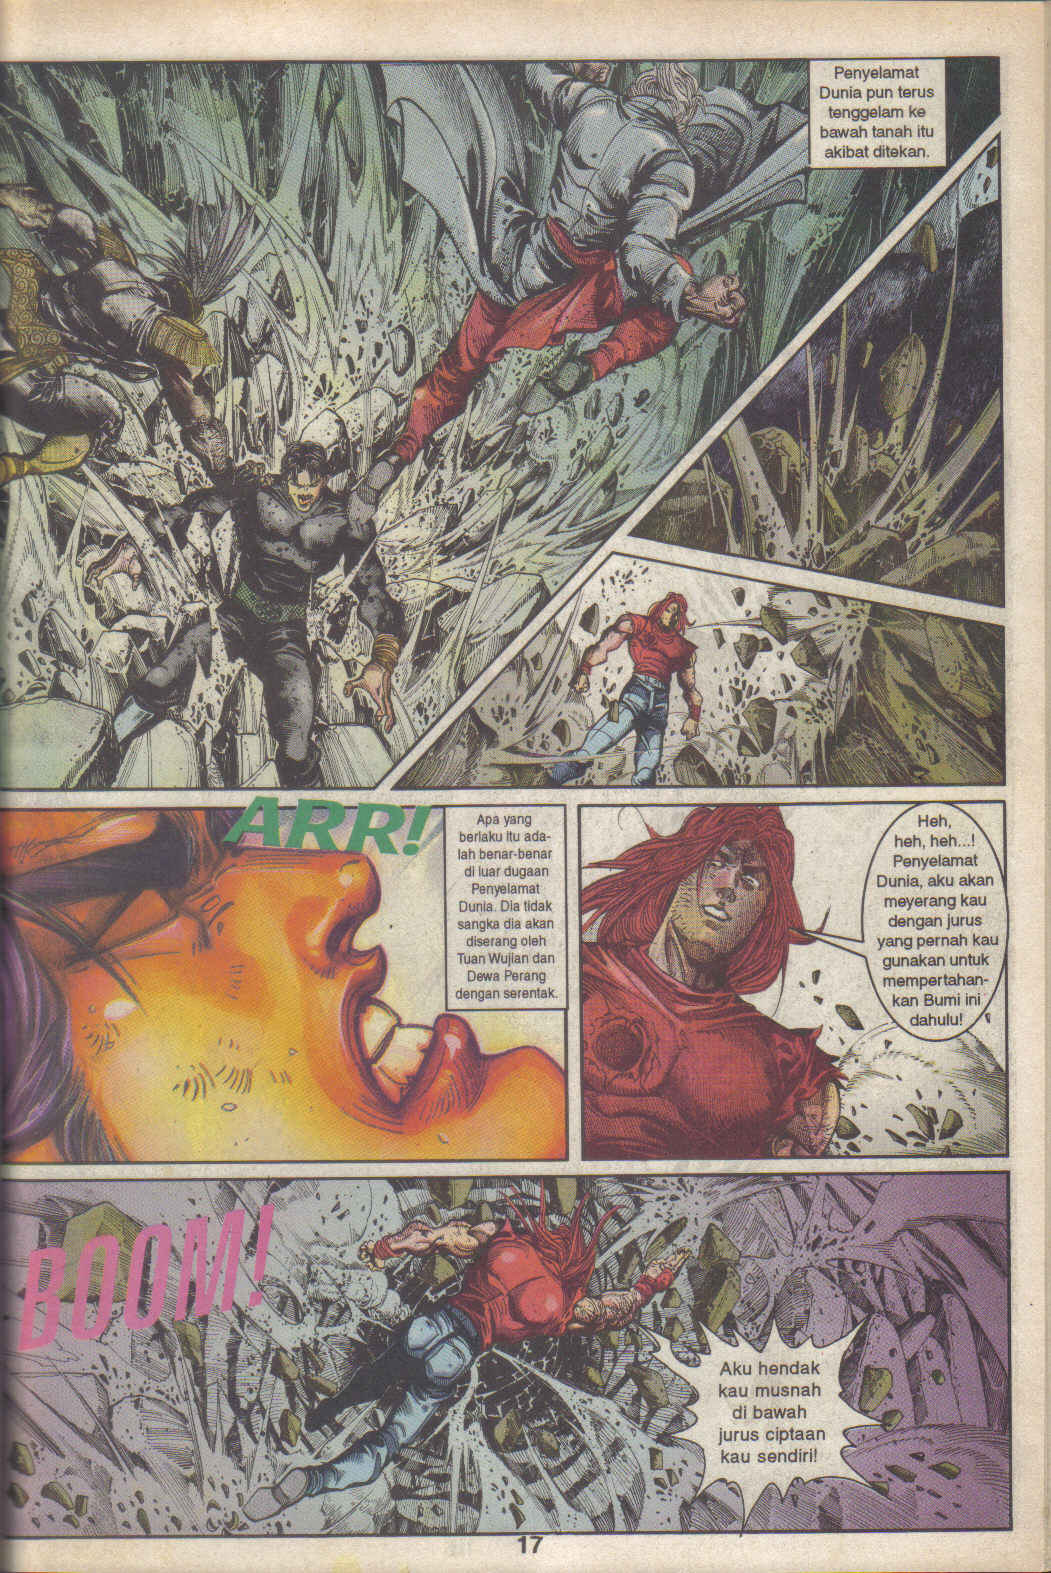 Penyelamat
Dunia pun terus
tenggelam ke
bawah tanah itu
akibat ditekan.
ARR!
Apa yang
berlaku itu ada-
lah benar-benar
di luar dugaan
Penyelamat
Dunia. Dia tidak
sangka dia akan
diserang oleh
Tuan Wujian dan
Dewa Perang
dengan serentak.
Heh,
heh, heh...!
Penyelamat
Dunia, aku akan
meyerang kau
dengan jurus
yang pernah kau
gunakan untuk
mempertahan-
kan Bumi ini
dahulu!
BOOM!
Aku hendak
kau musnah
di bawah
jurus ciptaan
kau sendiri!
17